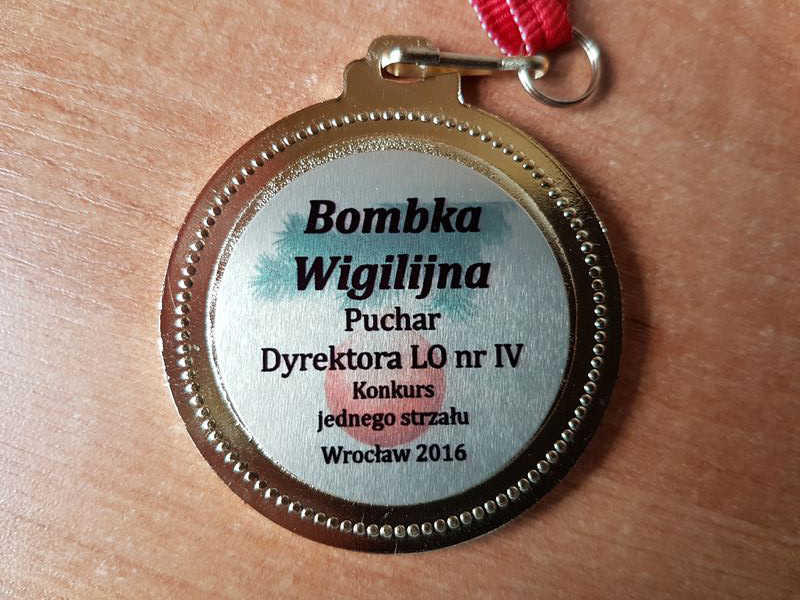 Bombka
Wigilijna
Puchar
Dyrektora LO nr IV
Konkurs
jednego strzału
Wrocław 2016